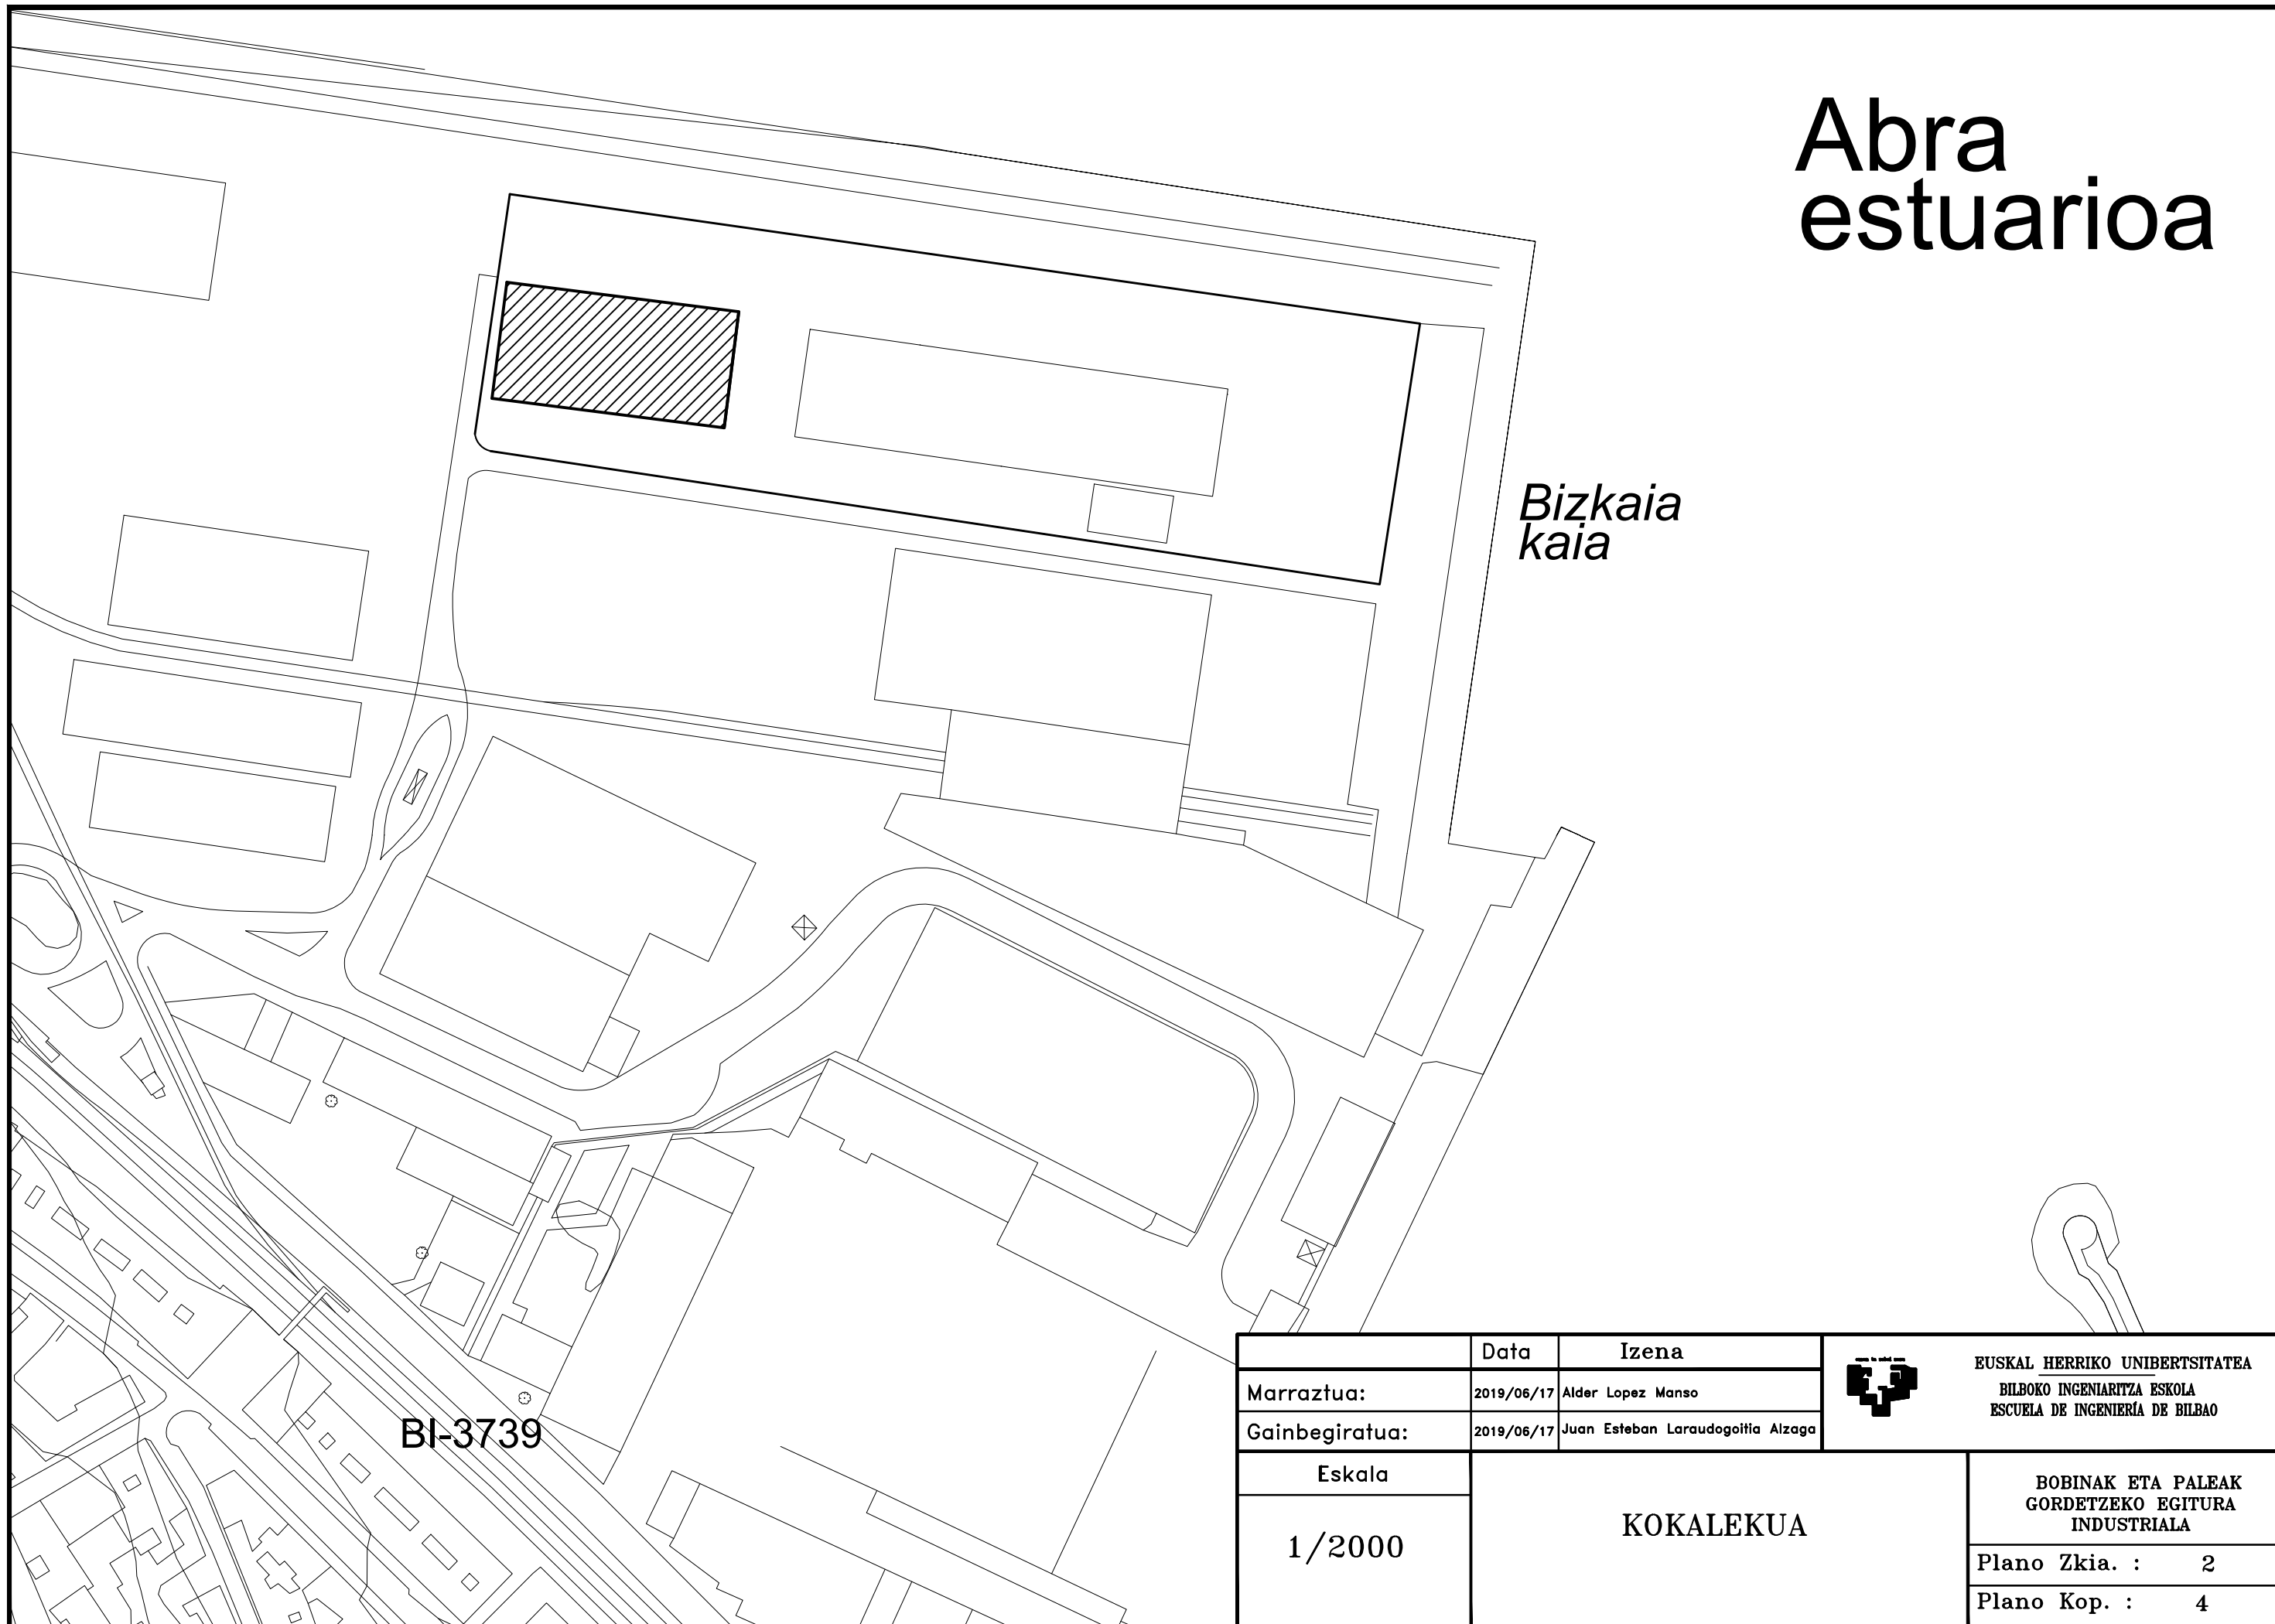 Abra
estuarioa
Bizkaia
kaia
BI-3739
Data Izena
Marraztua: 2019/06/17 Alder Lopez Manso
Gainbegiratua: 2019/06/17 Juan Esteban Laraudogoitia Alzaga
EUSKAL HERRIKO UNIBERTSITATEA
BILBOKO INGENIARITZA ESKOLA
ESCUELA DE INGENIERÍA DE BILBAO
Eskala
1/2000
KOKALEKUA
BOBINAK ETA PALEAK
GORDETZEKO EGITURA
INDUSTRIALA
Plano Zkia. : 2
Plano Kop. : 4